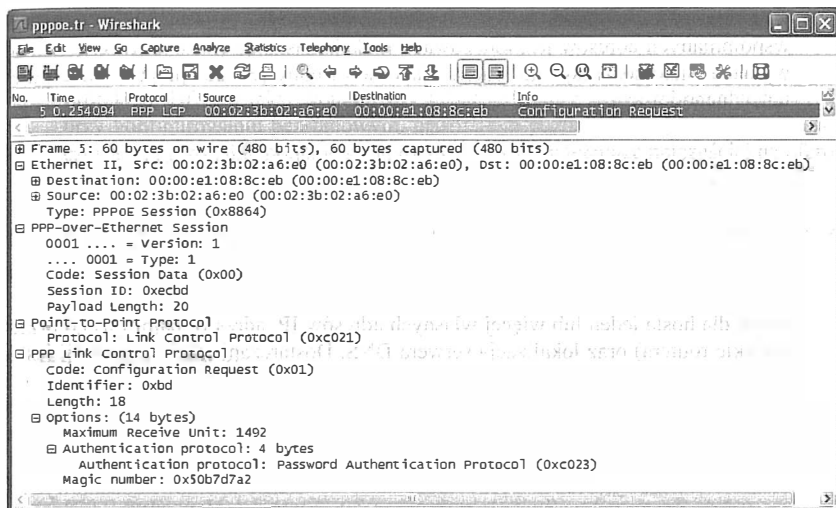 pppoe.tr - Wireshark
File Edit View Go Capture Analyze Statistics Telephony Tools Help
No. Time Protocol Source Destination Info
5 0.254094 PPP LCP 00:02:3b:02:a6:e0 00:00:e1:08:8c:eb Configuration Request
Frame 5: 60 bytes on wire (480 bits), 60 bytes captured (480 bits)
Ethernet II, Src: 00:02:3b:02:a6:e0 (00:02:3b:02:a6:e0), Dst: 00:00:e1:08:8c:eb (00:00:e1:08:8c:eb)
Destination: 00:00:e1:08:8c:eb (00:00:e1:08:8c:eb)
Source: 00:02:3b:02:a6:e0 (00:02:3b:02:a6:e0)
Type: PPPoE Session (0x8864)
PPP-over-Ethernet Session
0001 .... = Version: 1
.... 0001 = Type: 1
Code: Session Data (0x00)
Session ID: 0xecbd
Payload Length: 20
Point-to-Point Protocol
Protocol: Link Control Protocol (0xc021)
PPP Link Control Protocol
Code: Configuration Request (0x01)
Identifier: 0xbd
Length: 18
Options: (14 bytes)
Maximum Receive Unit: 1492
Authentication protocol: 4 bytes
Authentication protocol: Password Authentication Protocol (0xc023)
Magic number: 0x50b7d7a2